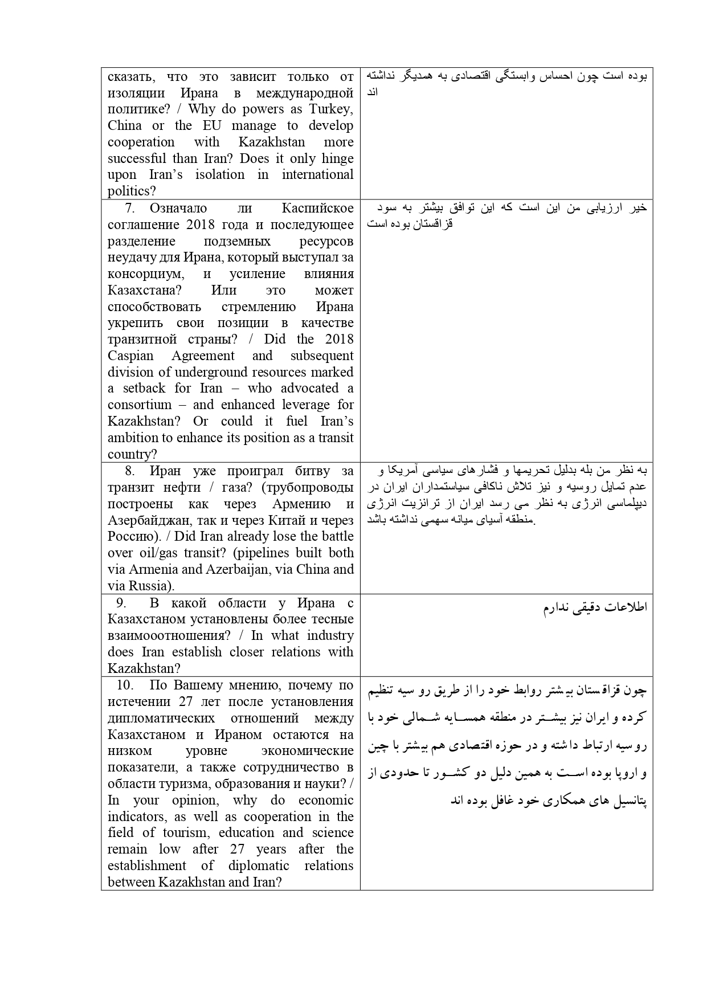 сказать, что это зависит только от
изоляции Ирана в международной
политике? / Why do powers as Turkey,
China or the EU manage to develop
cooperation with Kazakhstan more
successful than Iran? Does it only hinge
upon Iran’s isolation in international
politics?
بوده است چون احساس وابستگی اقتصادی به همدیگر نداشته
اند
7. Означало ли Каспийское
соглашение 2018 года и последующее
разделение подземных ресурсов
неудачу для Ирана, который выступал за
консорциум, и усиление влияния
Казахстана? Или это может
способствовать стремлению Ирана
укрепить свои позиции в качестве
транзитной страны? / Did the 2018
Caspian Agreement and subsequent
division of underground resources marked
a setback for Iran – who advocated a
consortium – and enhanced leverage for
Kazakhstan? Or could it fuel Iran’s
ambition to enhance its position as a transit
country?
خیر ارزیابی من این است که این توافق بیشتر به سود
قزاقستان بوده است
8. Иран уже проиграл битву за
транзит нефти / газа? (трубопроводы
построены как через Армению и
Азербайджан, так и через Китай и через
Россию). / Did Iran already lose the battle
over oil/gas transit? (pipelines built both
via Armenia and Azerbaijan, via China and
via Russia).
به نظر من بله بدلیل تحریمها و فشارهای سیاسی آمریکا و
عدم تمایل روسیه و نیز تلاش ناکافی سیاستمداران ایران در
دیپلماسی انرژی به نظر می رسد ایران از ترانزیت انرژی
منطقه آسیای میانه سهمی نداشته باشد.
9. В какой области у Ирана с
Казахстаном установлены более тесные
взаимооотношения? / In what industry
does Iran establish closer relations with
Kazakhstan?
اطلاعات دقیقی ندارم
10. По Вашему мнению, почему по
истечении 27 лет после установления
дипломатических отношений между
Казахстаном и Ираном остаются на
низком уровне экономические
показатели, а также сотрудничество в
области туризма, образования и науки? /
In your opinion, why do economic
indicators, as well as cooperation in the
field of tourism, education and science
remain low after 27 years after the
establishment of diplomatic relations
between Kazakhstan and Iran?
چون قزاقستان بیشتر روابط خود را از طریق رو سیه تنظیم
کرده و ایران نیز بیشـتر در منطقه همسـایه شـمالی خود با
رو سیه ارتباط دا شته و در حوزه اقتصادی هم بیشتر با چین
و اروپا بوده اسـت به همین دلیل دو کشـور تا حدودی از
پتانسیل های همکاری خود غافل بوده اند